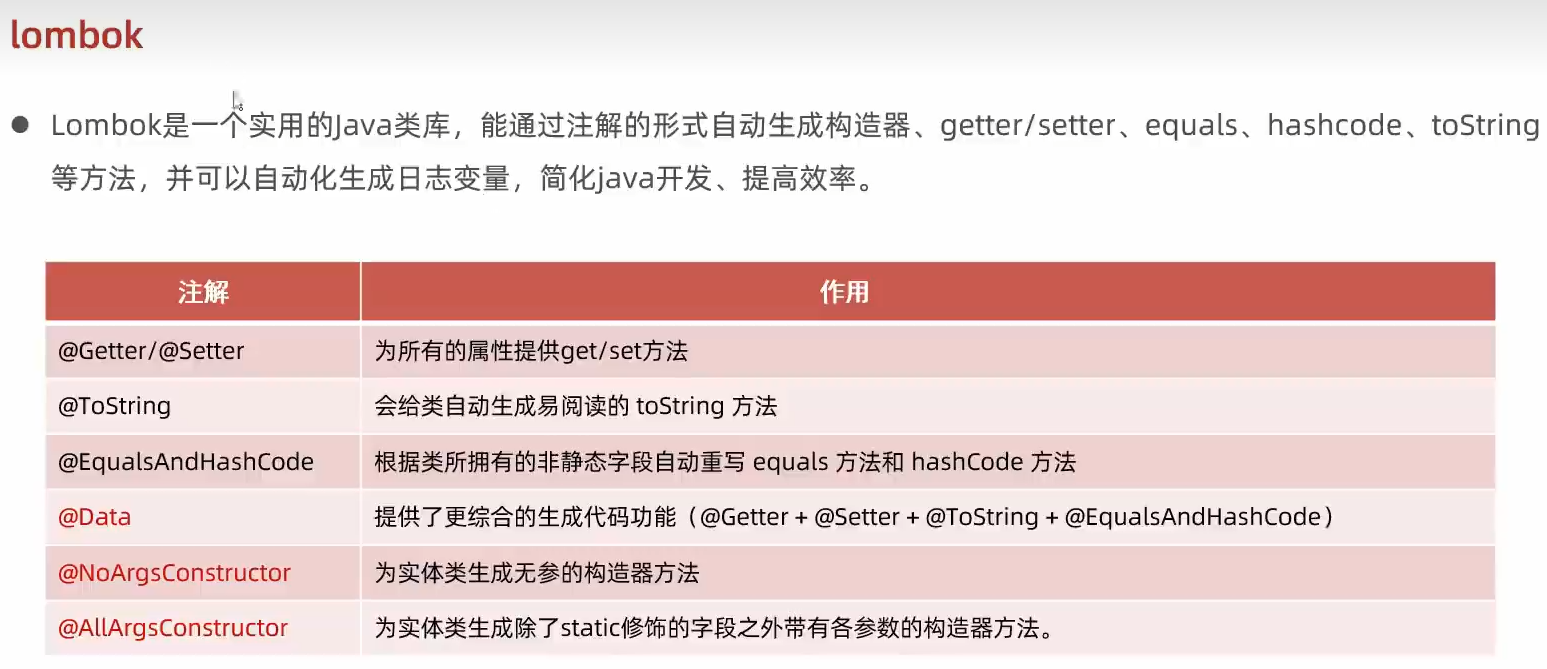 lombok
● Lombok是一个实用的Java类库，能通过注解的形式自动生成构造器、getter/setter、equals、hashcode、toString
等方法，并可以自动化生成日志变量，简化java开发、提高效率。
注解 作用
@Getter/@Setter 为所有的属性提供get/set方法
@ToString 会给类自动生成易阅读的 toString 方法
@EqualsAndHashCode 根据类所拥有的非静态字段自动重写 equals 方法和 hashCode 方法
@Data 提供了更综合的生成代码功能（@Getter + @Setter + @ToString + @EqualsAndHashCode）
@NoArgsConstructor 为实体类生成无参的构造器方法
@AllArgsConstructor 为实体类生成除了static修饰的字段之外带有各参数的构造器方法。